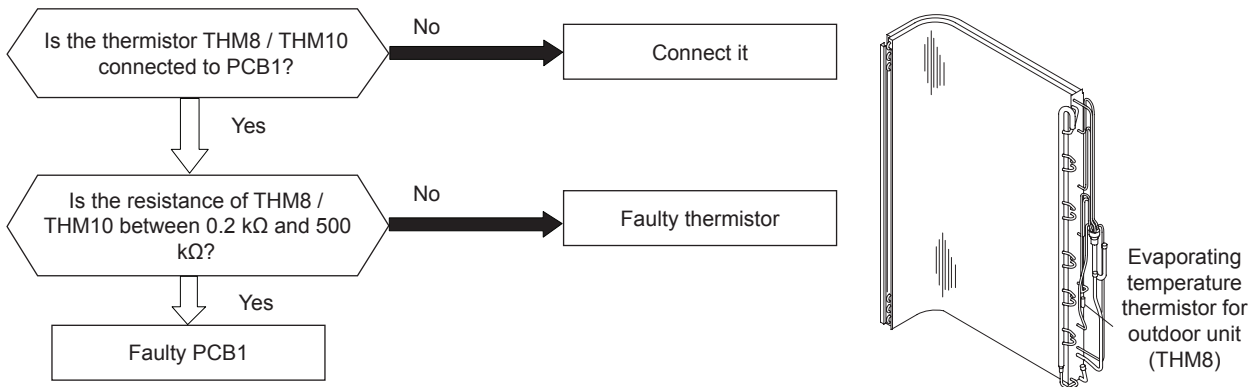 Is the thermistor THM8 / THM10
connected to PCB1?
No
Connect it
Yes
Is the resistance of THM8 /
THM10 between 0.2 kΩ and 500
kΩ?
No
Faulty thermistor
Yes
Faulty PCB1
Evaporating
temperature
thermistor for
outdoor unit
(THM8)